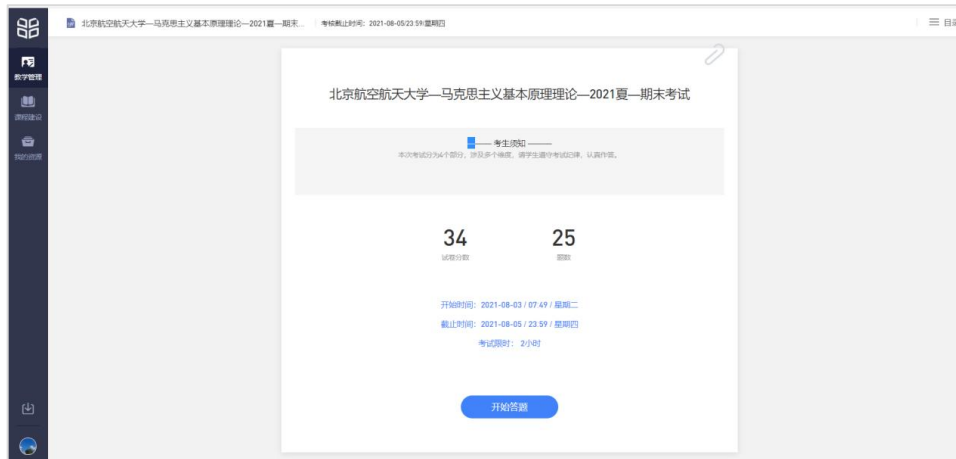 北京航空航天大学—马克思主义基本原理理论—2021夏—期末...
考核截止时间：2021-08-05/23:59/星期四
目录
教学管理
课程建设
我的资源
北京航空航天大学—马克思主义基本原理理论—2021夏—期末考试
——— 考生须知 ———
本次考试分为4个部分，涉及多个维度，请学生遵守考试纪律，认真作答。
34
25
试卷分数
题数
开始时间：2021-08-03 / 07:49 / 星期二
截止时间：2021-08-05 / 23:59 / 星期四
考试限时： 2小时
开始答题